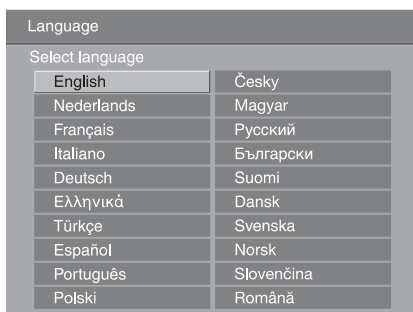 Language
Select language
English
Nederlands
Français
Italiano
Deutsch
Ελληνικά
Türkçe
Español
Português
Polski
Česky
Magyar
Русский
Български
Suomi
Dansk
Svenska
Norsk
Slovenčina
Română